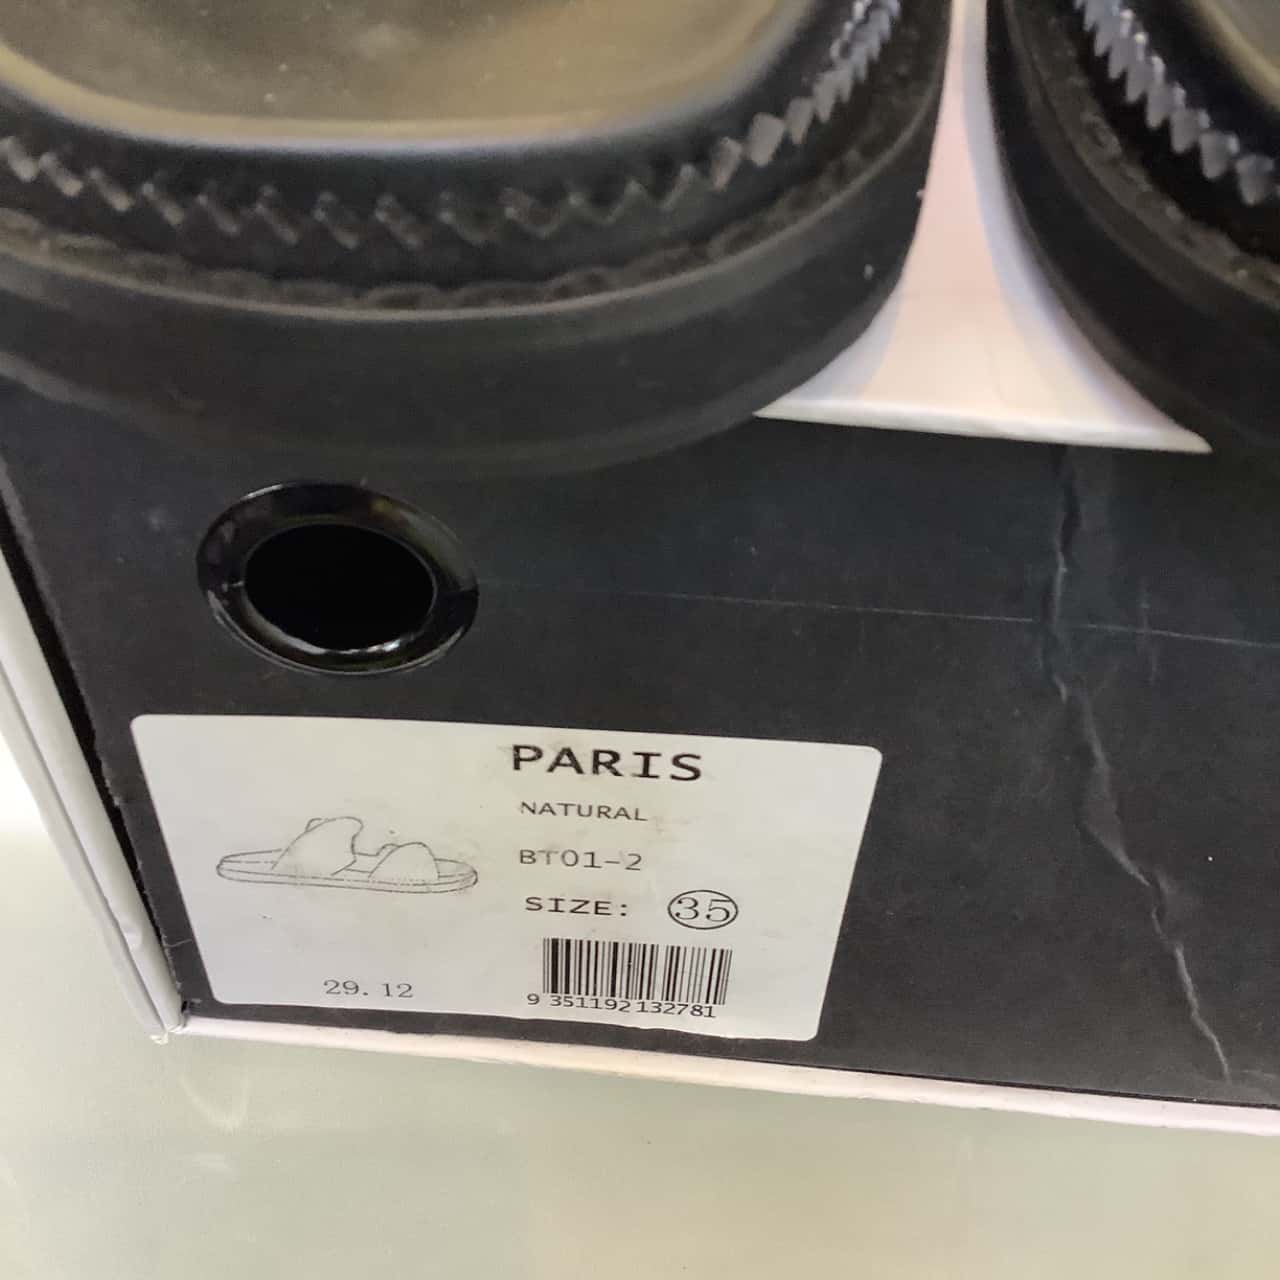 PARIS
NATURAL
BT01-2
SIZE: 35
29.12
9 351192 132781